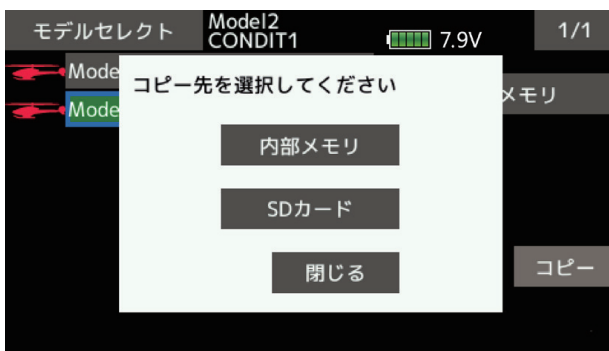 モデルセレクト
Model2
CONDIT1
7.9V
1/1
Mode
コピー先を選択してください
メモリ
Mode
内部メモリ
SDカード
コピー
閉じる